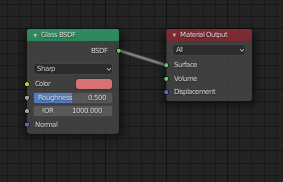 Glass BSDF
BSDF
Sharp
Color
Roughness 0.500
IOR 1000.000
Normal
Material Output
All
Surface
Volume
Displacement